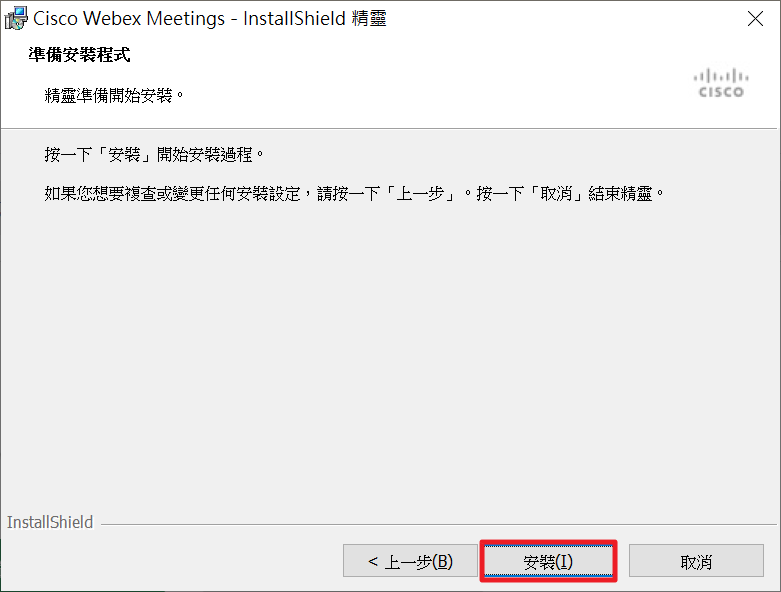 Cisco Webex Meetings - InstallShield 精靈
準備安裝程式
精靈準備開始安裝。
CISCO
按一下「安裝」開始安裝過程。
如果您想要複查或變更任何安裝設定，請按一下「上一步」。按一下「取消」結束精靈。
InstallShield
< 上一步(B) 安裝(I) 取消